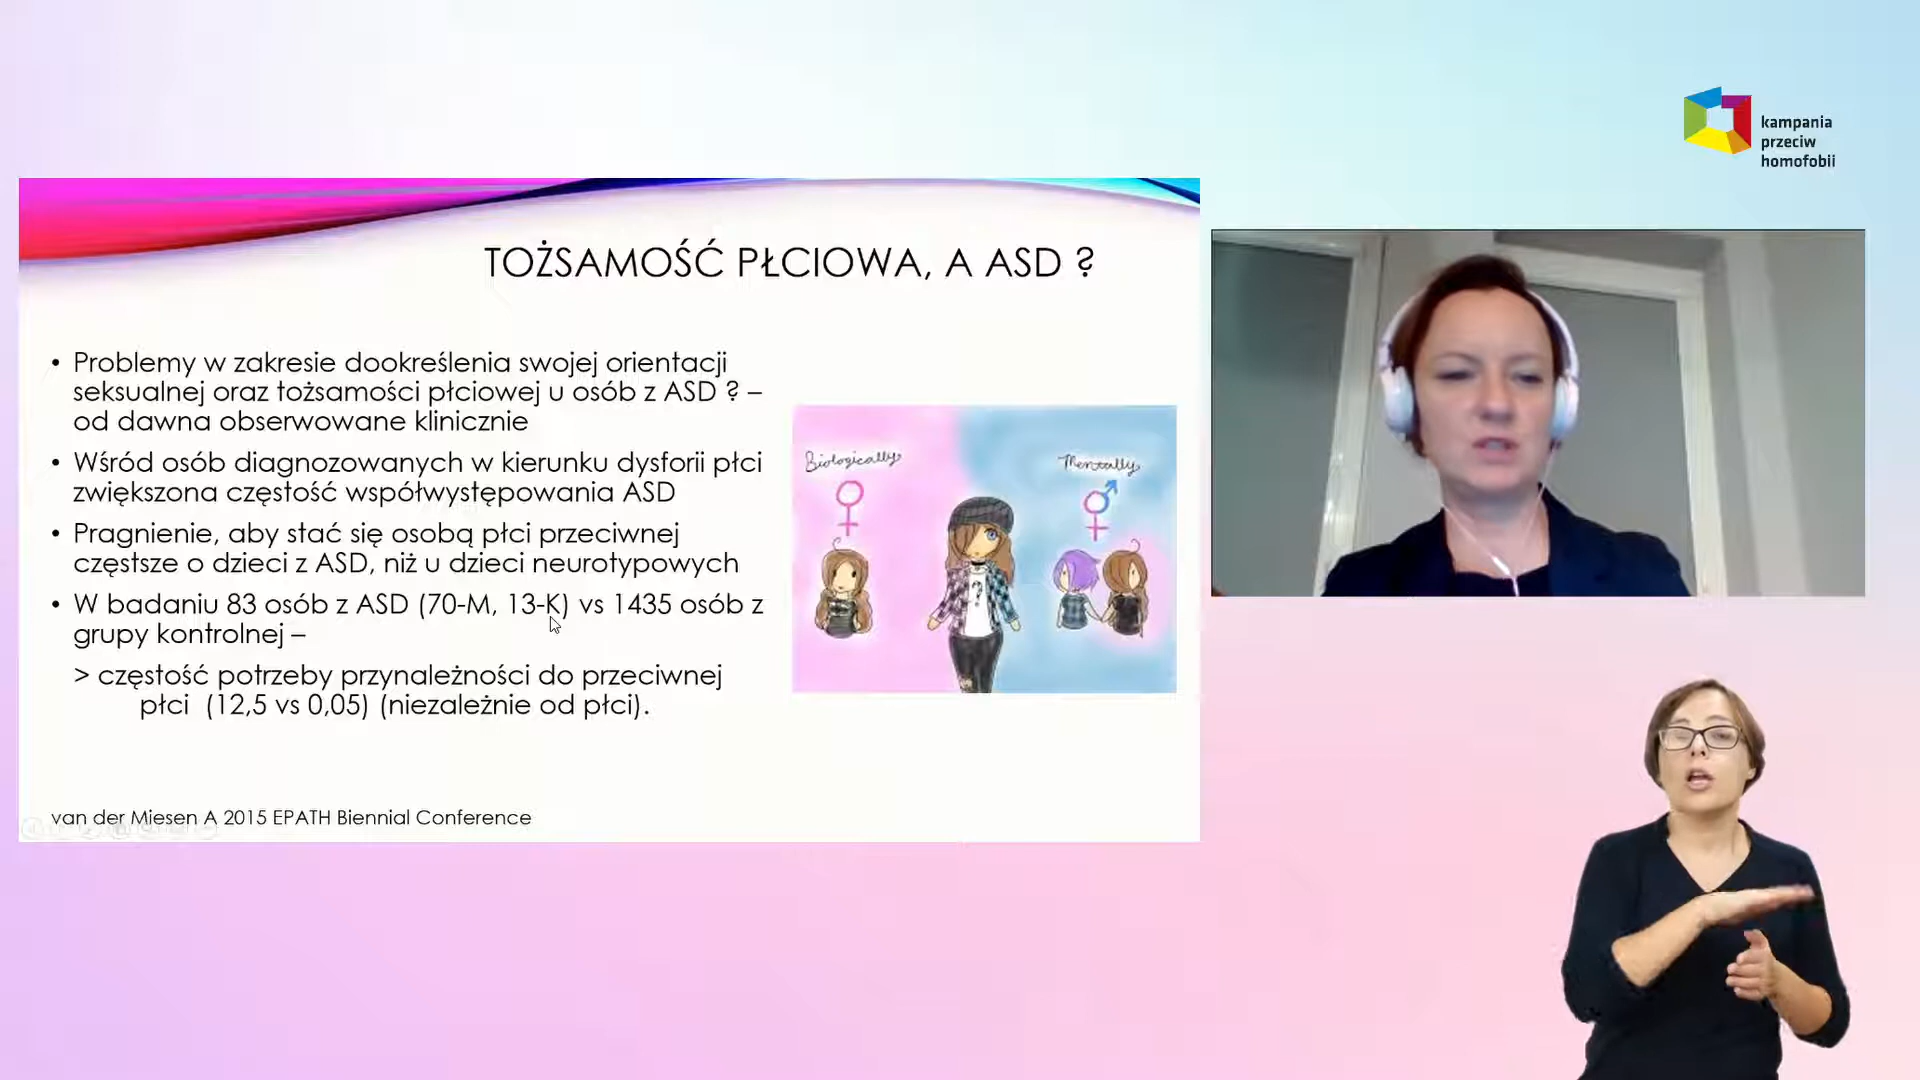 kampania
przeciw
homofobii
TOŻSAMOŚĆ PŁCIOWA, A ASD ?
• Problemy w zakresie dookreślenia swojej orientacji
seksualnej oraz tożsamości płciowej u osób z ASD ? –
od dawna obserwowane klinicznie
• Wśród osób diagnozowanych w kierunku dysforii płci
zwiększona częstość współwystępowania ASD
• Pragnienie, aby stać się osobą płci przeciwnej
częstsze o dzieci z ASD, niż u dzieci neurotypowych
• W badaniu 83 osób z ASD (70-M, 13-K) vs 1435 osób z
grupy kontrolnej –
> częstość potrzeby przynależności do przeciwnej
płci (12,5 vs 0,05) (niezależnie od płci).
Biologically
Mentally
van der Miesen A 2015 EPATH Biennial Conference